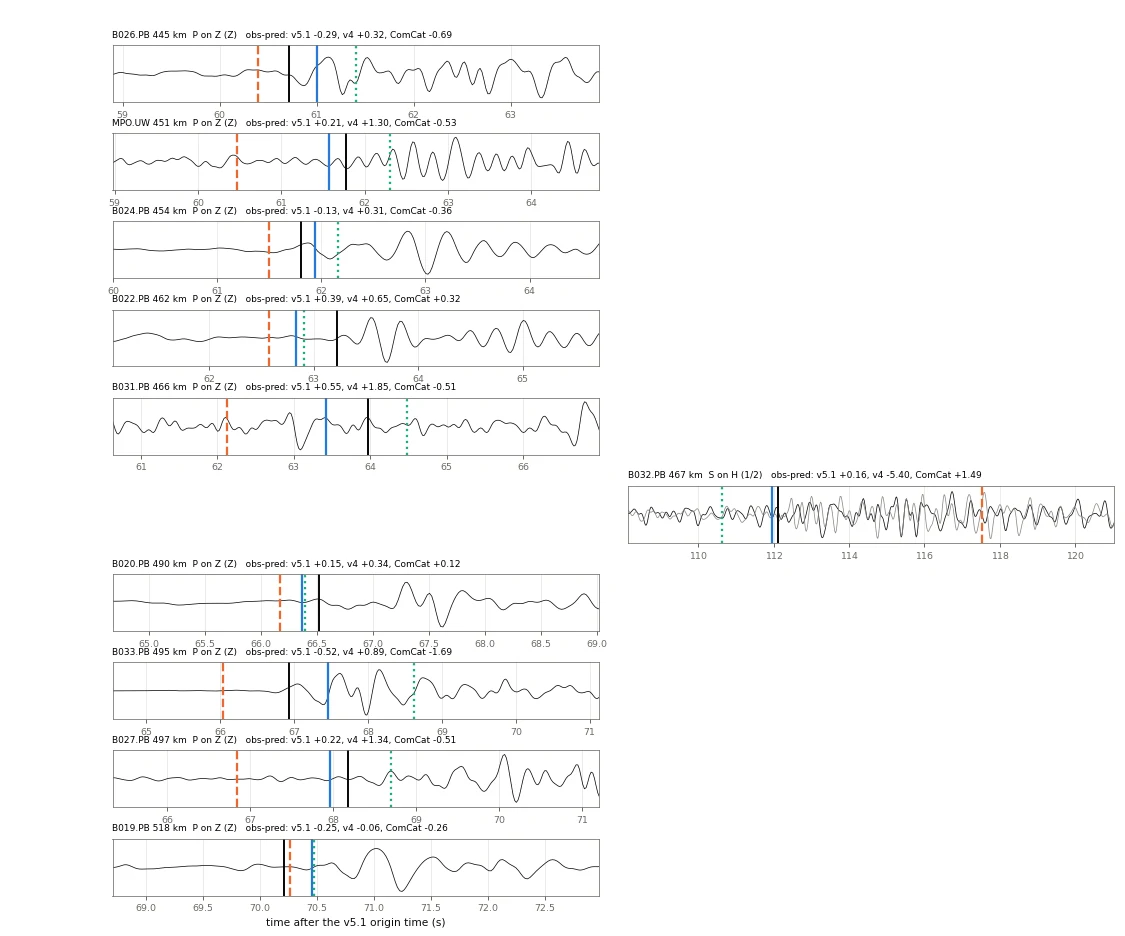 B026.PB 445 km  P on Z (Z)   obs-pred: v5.1 -0.29, v4 +0.32, ComCat -0.69
59 60 61 62 63
MPO.UW 451 km  P on Z (Z)   obs-pred: v5.1 +0.21, v4 +1.30, ComCat -0.53
59 60 61 62 63 64
B024.PB 454 km  P on Z (Z)   obs-pred: v5.1 -0.13, v4 +0.31, ComCat -0.36
60 61 62 63 64
B022.PB 462 km  P on Z (Z)   obs-pred: v5.1 +0.39, v4 +0.65, ComCat +0.32
62 63 64 65
B031.PB 466 km  P on Z (Z)   obs-pred: v5.1 +0.55, v4 +1.85, ComCat -0.51
61 62 63 64 65 66
B032.PB 467 km  S on H (1/2)   obs-pred: v5.1 +0.16, v4 -5.40, ComCat +1.49
110 112 114 116 118 120
B020.PB 490 km  P on Z (Z)   obs-pred: v5.1 +0.15, v4 +0.34, ComCat +0.12
65.0 65.5 66.0 66.5 67.0 67.5 68.0 68.5 69.0
B033.PB 495 km  P on Z (Z)   obs-pred: v5.1 -0.52, v4 +0.89, ComCat -1.69
65 66 67 68 69 70 71
B027.PB 497 km  P on Z (Z)   obs-pred: v5.1 +0.22, v4 +1.34, ComCat -0.51
66 67 68 69 70 71
B019.PB 518 km  P on Z (Z)   obs-pred: v5.1 -0.25, v4 -0.06, ComCat -0.26
69.0 69.5 70.0 70.5 71.0 71.5 72.0 72.5
time after the v5.1 origin time (s)